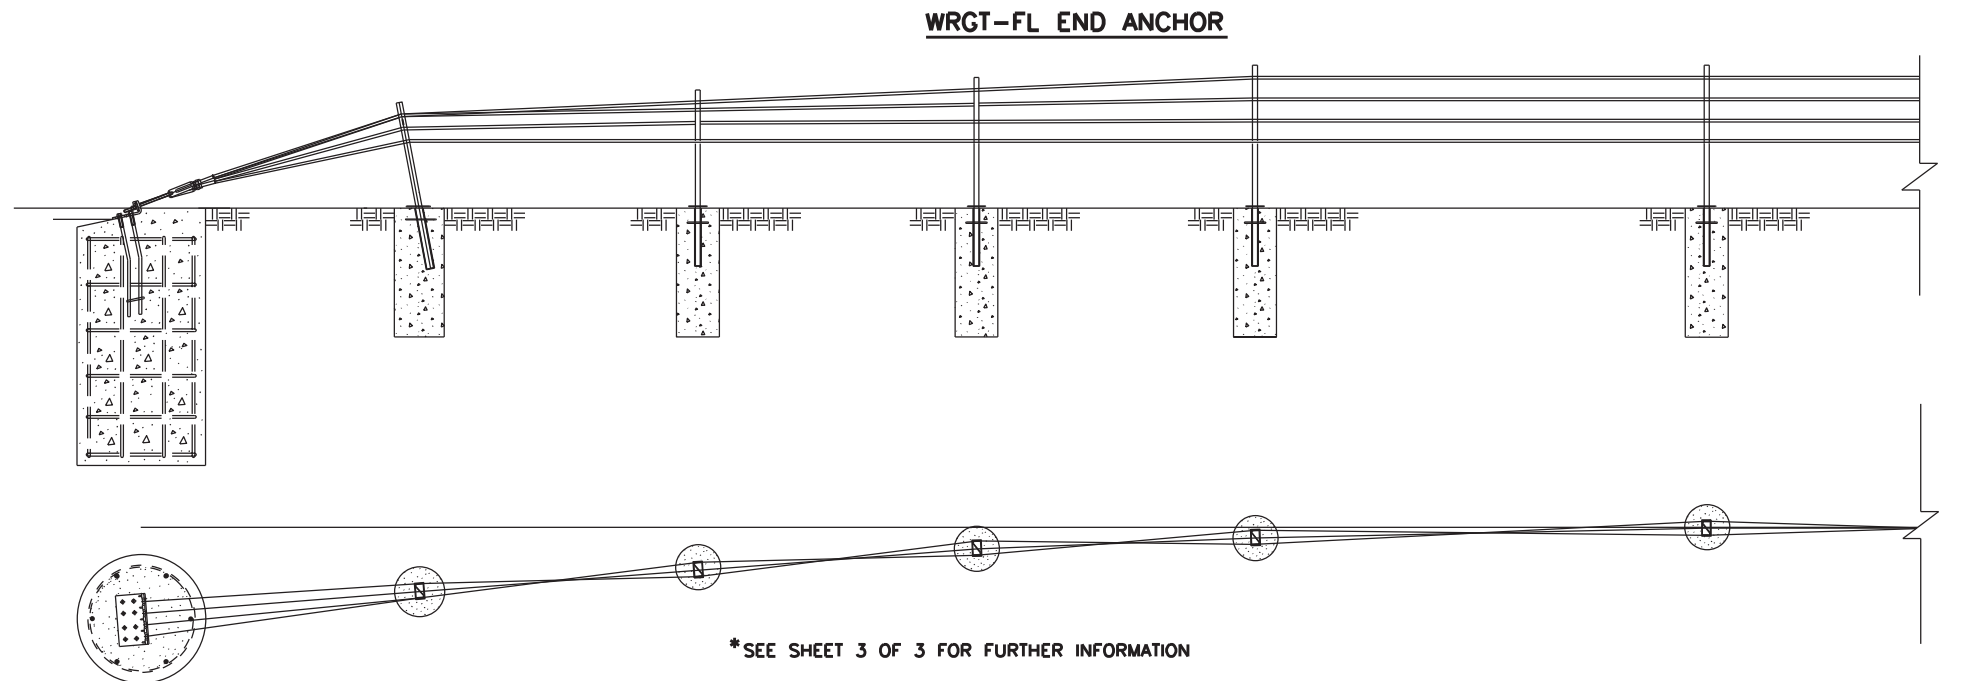 WRGT-FL END ANCHOR
*SEE SHEET 3 OF 3 FOR FURTHER INFORMATION